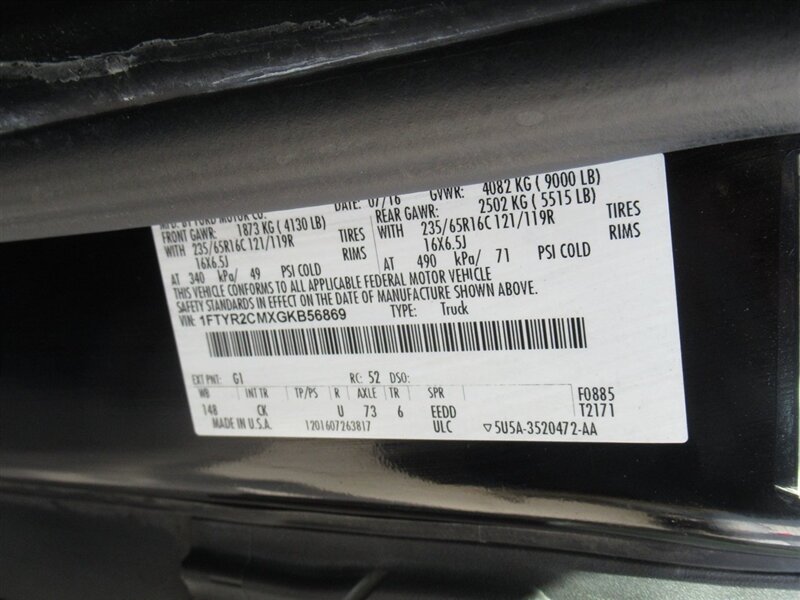 MFD. BY FORD MOTOR CO.
DATE: 07/16 GVWR: 4082 KG ( 9000 LB)
FRONT GAWR: 1873 KG ( 4130 LB) REAR GAWR: 2502 KG ( 5515 LB)
WITH 235/65R16C 121/119R TIRES WITH 235/65R16C 121/119R TIRES
16X6.5J RIMS 16X6.5J RIMS
AT 340 kPa/ 49 PSI COLD AT 490 kPa/ 71 PSI COLD
THIS VEHICLE CONFORMS TO ALL APPLICABLE FEDERAL MOTOR VEHICLE
SAFETY STANDARDS IN EFFECT ON THE DATE OF MANUFACTURE SHOWN ABOVE.
VIN: 1FTYR2CMXGKB56869 TYPE: Truck
EXT PNT: G1 RC: 52 DSO:
WB INT TR TP/PS R AXLE TR SPR F0885
148 CK U 73 6 EEDD T2171
MADE IN U.S.A. 1201607263817 ULC ▽5U5A-3520472-AA